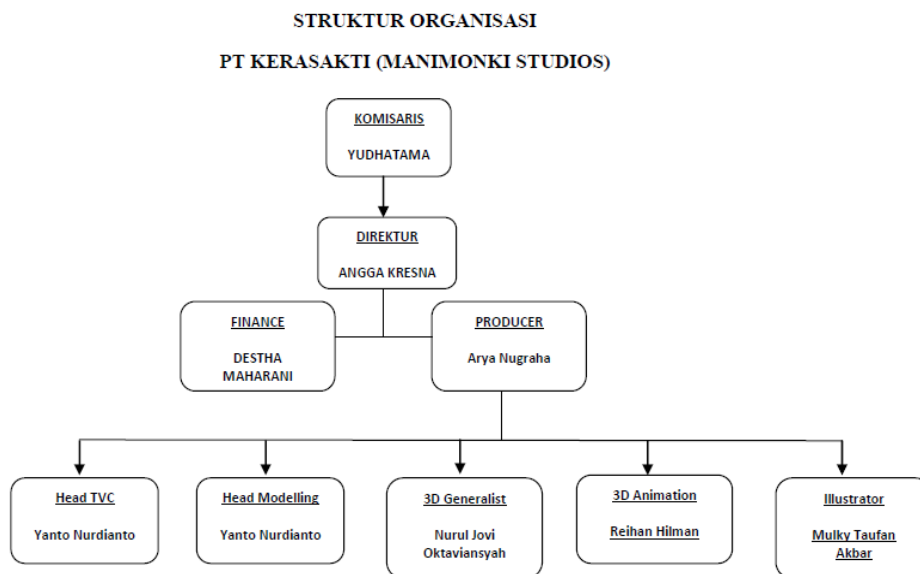 STRUKTUR ORGANISASI
PT KERASAKTI (MANIMONKI STUDIOS)
KOMISARIS
YUDHATAMA
DIREKTUR
ANGGA KRESNA
FINANCE
DESTHA
MAHARANI
PRODUCER
Arya Nugraha
Head TVC
Yanto Nurdianto
Head Modelling
Yanto Nurdianto
3D Generalist
Nurul Jovi
Oktaviansyah
3D Animation
Reihan Hilman
Illustrator
Mulky Taufan
Akbar